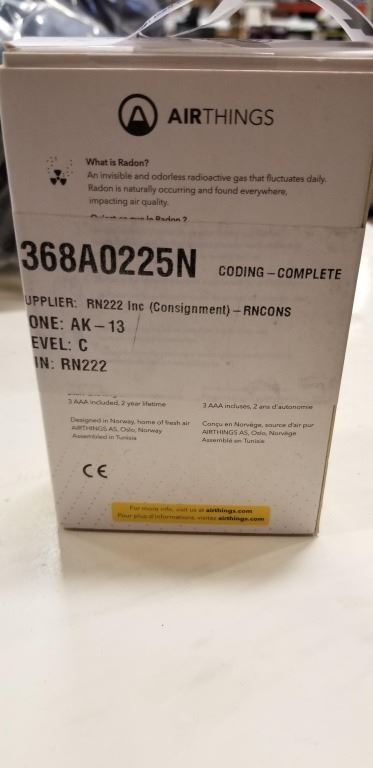 AIRTHINGS
What is Radon?
An invisible and odorless radioactive gas that fluctuates daily.
Radon is naturally occurring and found everywhere,
impacting air quality.
368A0225N CODING-COMPLETE
UPPLIER: RN222 Inc (Consignment)-RNCONS
ONE: AK-13
EVEL: C
IN: RN222
3 AAA included, 2 year lifetime
3 AAA incluses, 2 ans d'autonomie
Designed in Norway, home of fresh air
AIRTHINGS AS, Oslo, Norway
Assembled in Tunisia
Conçu en Norvège, source d'air pur
AIRTHINGS AS, Oslo, Norvège
Assemblé en Tunisie
CE
For more info, visit us at airthings.com
Pour plus d'informations, visitez airthings.com